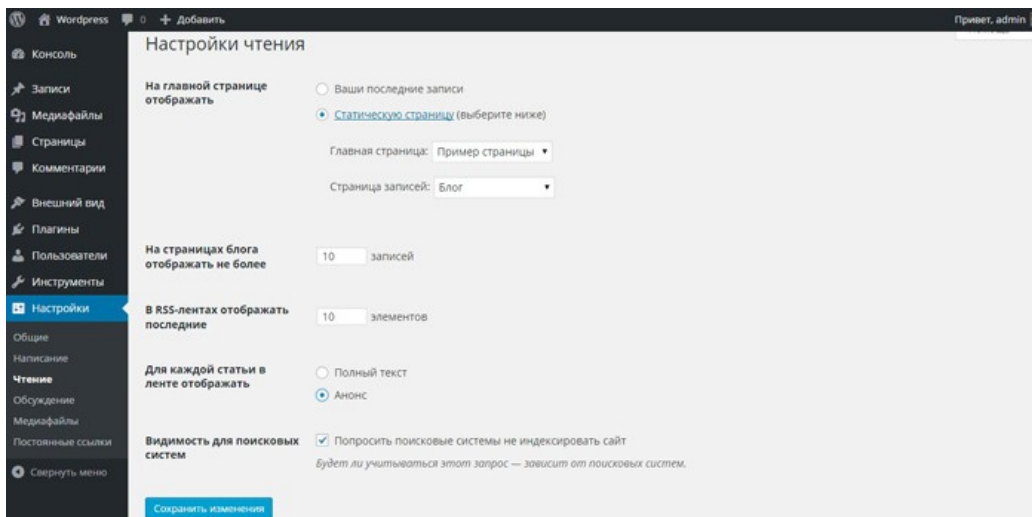 Wordpress 0 + Добавить Привет, admin
Консоль
Записи
Медиафайлы
Страницы
Комментарии
Внешний вид
Плагины
Пользователи
Инструменты
Настройки
Общие
Написание
Чтение
Обсуждение
Медиафайлы
Постоянные ссылки
Свернуть меню
Настройки чтения
На главной странице
отображать
Ваши последние записи
Статическую страницу (выберите ниже)
Главная страница: Пример страницы
Страница записей: Блог
На страницах блога
отображать не более
10 записей
В RSS-лентах отображать
последние
10 элементов
Для каждой статьи в
ленте отображать
Полный текст
Анонс
Видимость для поисковых
систем
Попросить поисковые системы не индексировать сайт
Будет ли учитываться этот запрос — зависит от поисковых систем.
Сохранить изменения